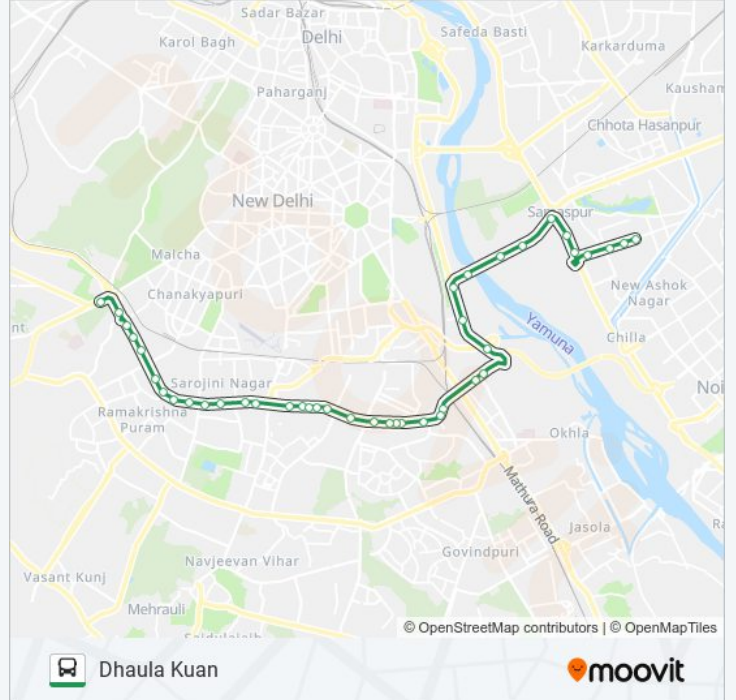 Sadar Bazar
Safeda Basti
Delhi
Karol Bagh
Karkarduma
Paharganj
Kausham
Chhota Hasanpur
New Delhi
Malcha
Chanakyapuri
New Ashok
Nagar
Yamuna
Chilla
Sarojini Nagar
Noi
Ramakrishna
Puram
Okhla
Mathura Road
Jasola
Govindpuri
Navjeevan Vihar
Vasant Kunj
Mehrauli
© OpenStreetMap contributors | © OpenMapTiles
Dhaula Kuan
moovit